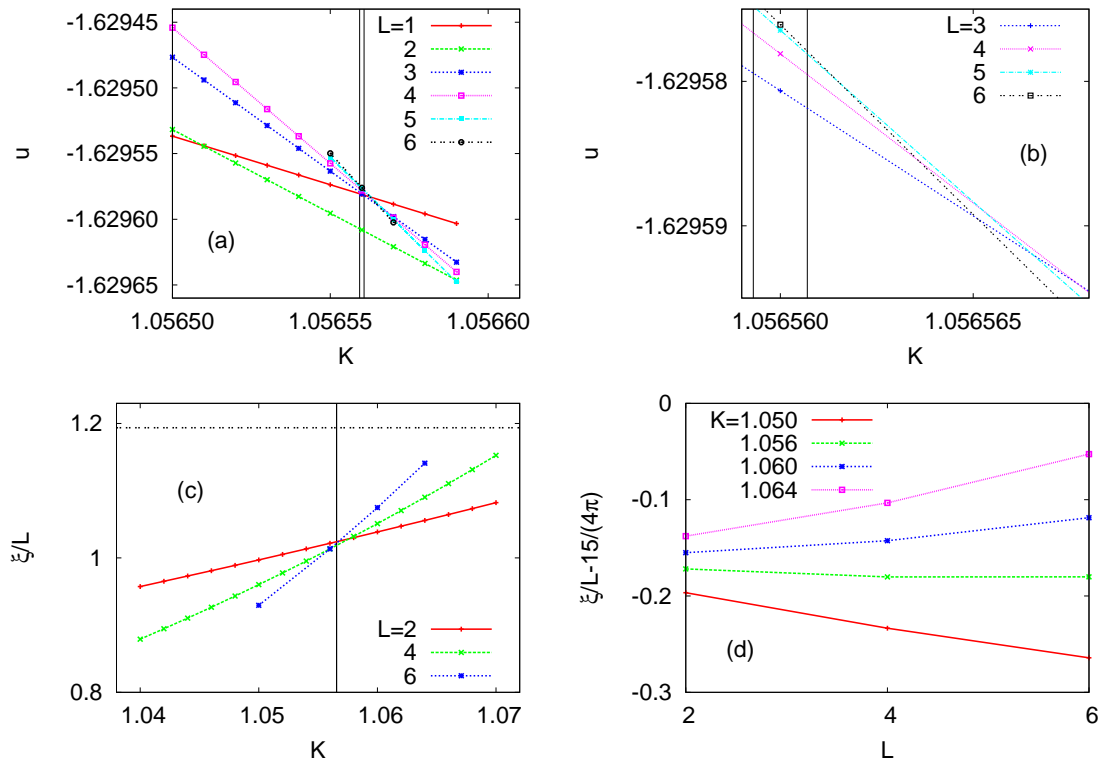 -1.62945
-1.62950
-1.62955
-1.62960
-1.62965
u
1.05650
1.05655
1.05660
K
(a)
L=1
2
3
4
5
6
-1.62958
-1.62959
u
1.056560
1.056565
K
(b)
L=3
4
5
6
1.2
1
0.8
ξ/L
1.04
1.05
1.06
1.07
K
(c)
L=2
4
6
0
-0.1
-0.2
-0.3
ξ/L-15/(4π)
2
4
6
L
(d)
K=1.050
1.056
1.060
1.064